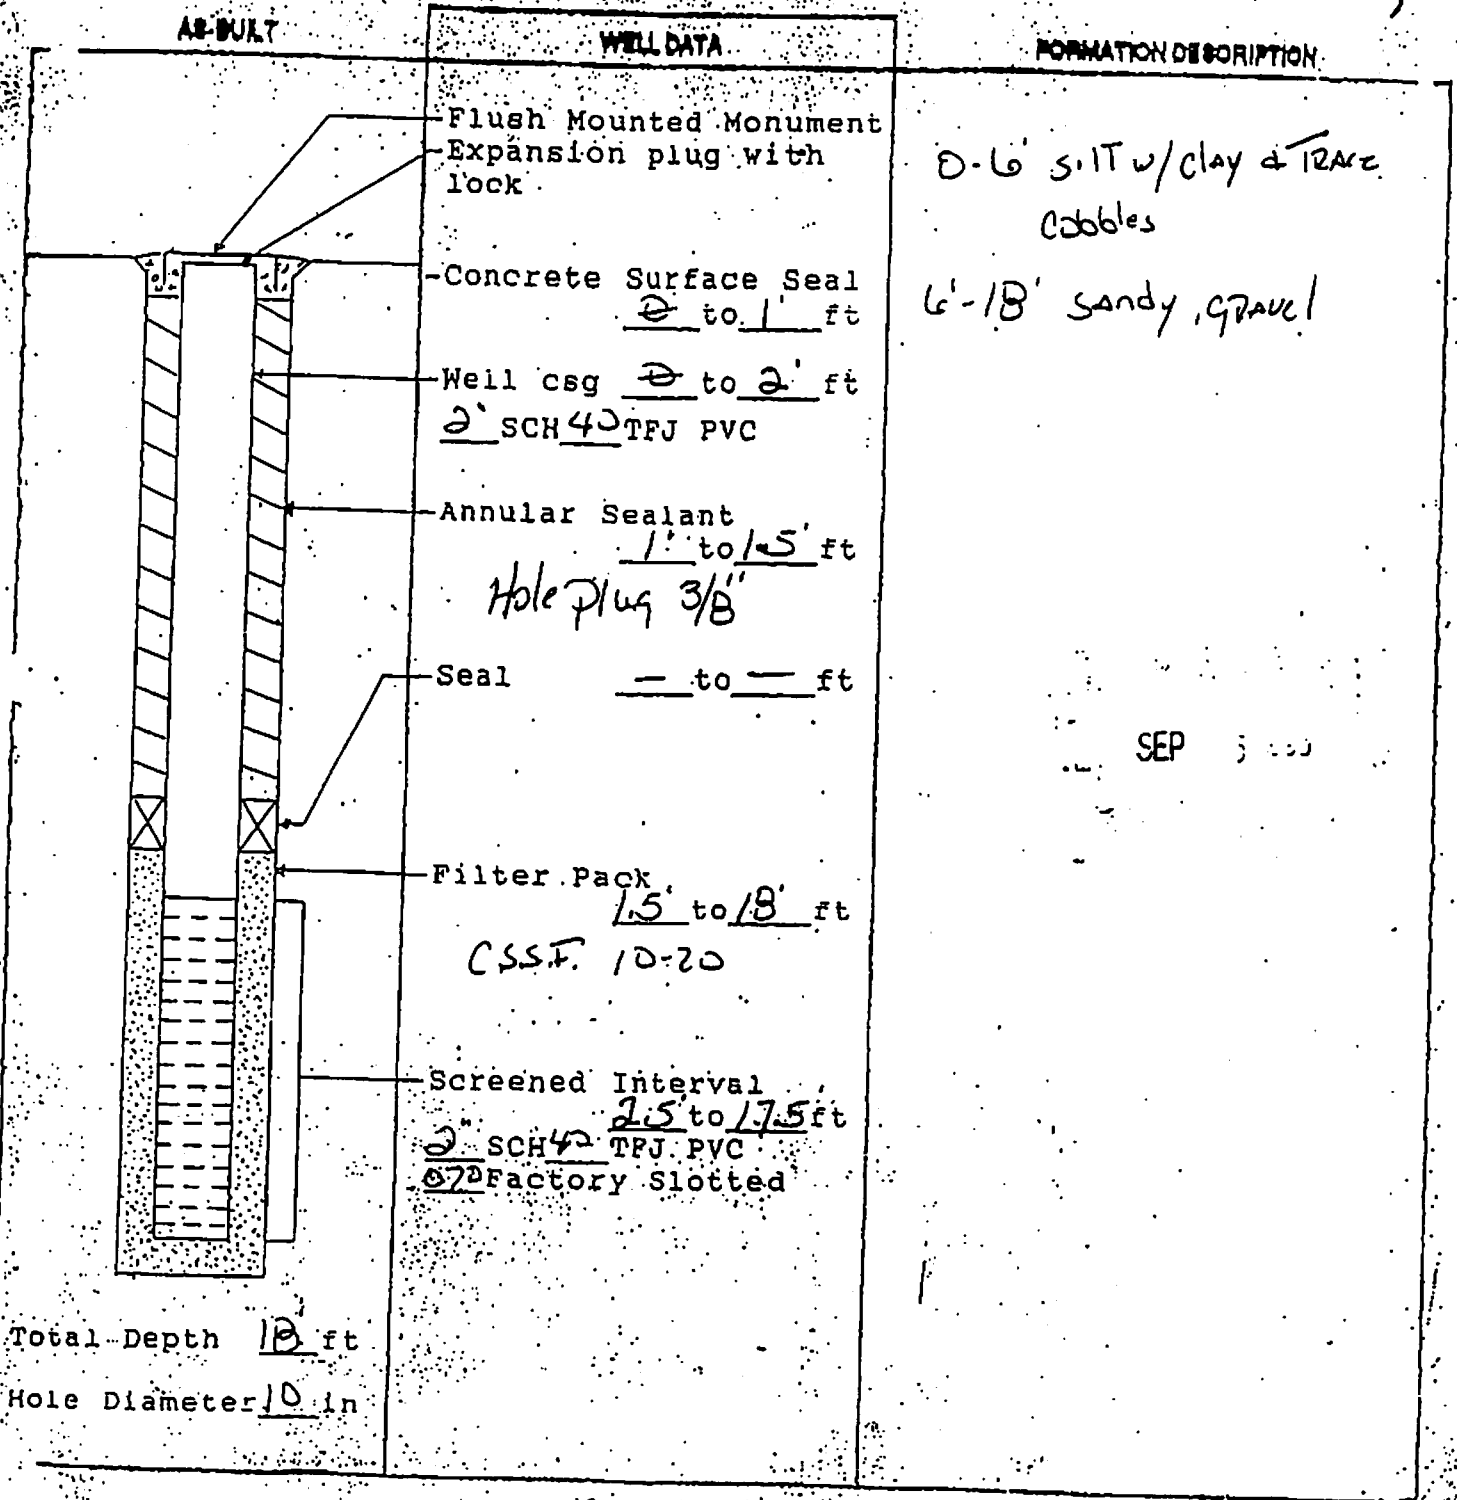 AS-BUILT
WELL DATA
FORMATION DESCRIPTION
Flush Mounted Monument
Expansion plug with
lock
Concrete Surface Seal
0 to 1' ft
Well csg 0 to 2' ft
2" SCH 40 TFJ PVC
Annular Sealant
1' to 1.5' ft
Hole Plug 3/8"
Seal — to — ft
Filter Pack
1.5' to 18' ft
C.S.S.F. 10-20
Screened Interval
2.5' to 17.5 ft
2" SCH 40 TFJ PVC
Factory Slotted
Total Depth 18 ft
Hole Diameter 10 in
0-6' SILT w/ clay & TRACE
Cobbles
6'-18' Sandy, GRAVEL
SEP